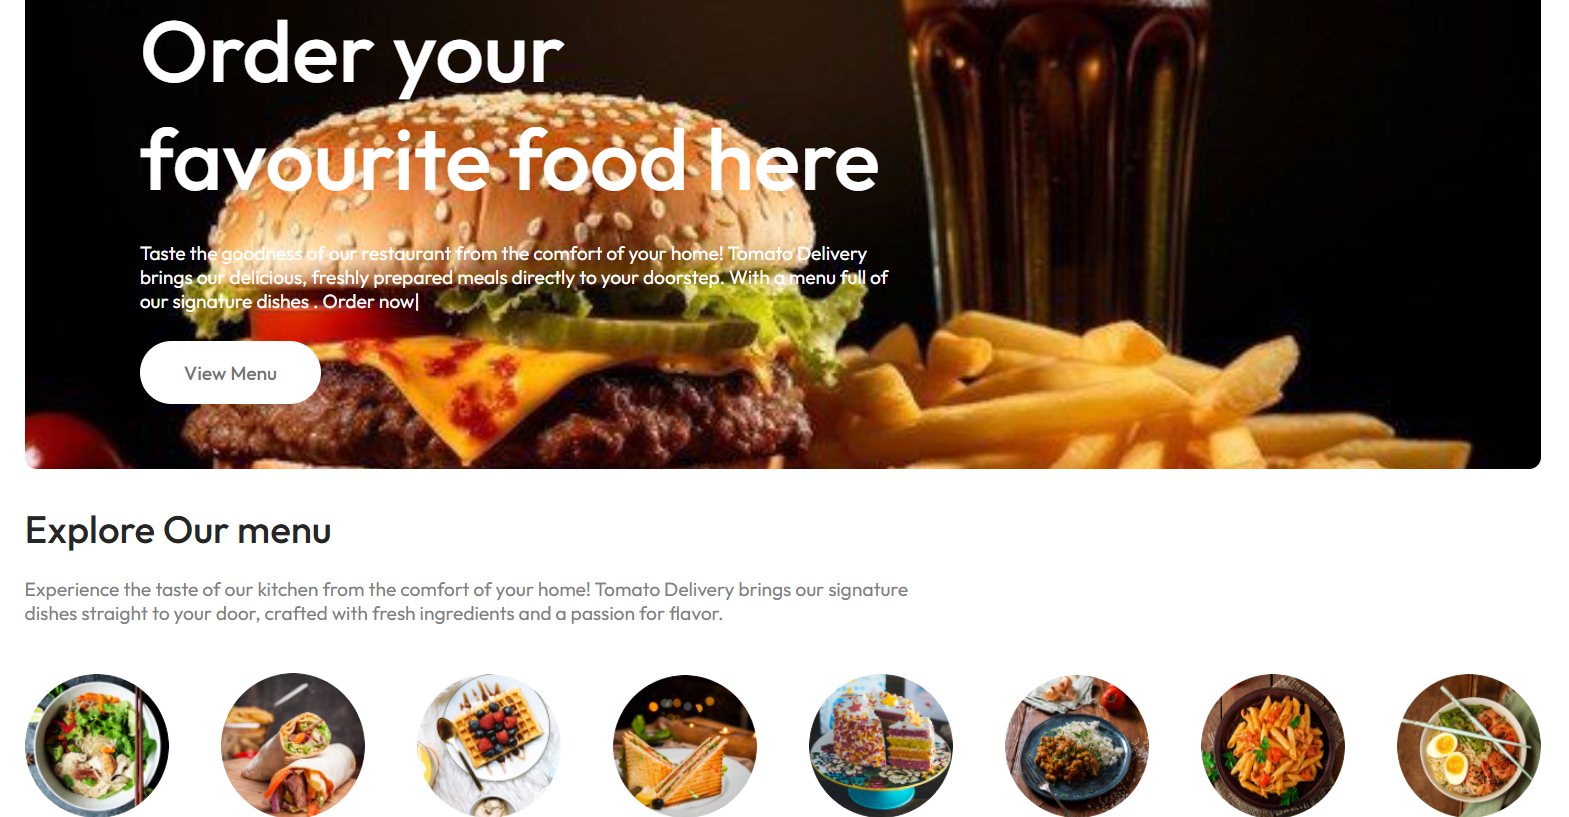 Order your
favourite food here
Taste the goodness of our restaurant from the comfort of your home! Tomato Delivery
brings our delicious, freshly prepared meals directly to your doorstep. With a menu full of
our signature dishes . Order now|
View Menu
Explore Our menu
Experience the taste of our kitchen from the comfort of your home! Tomato Delivery brings our signature
dishes straight to your door, crafted with fresh ingredients and a passion for flavor.